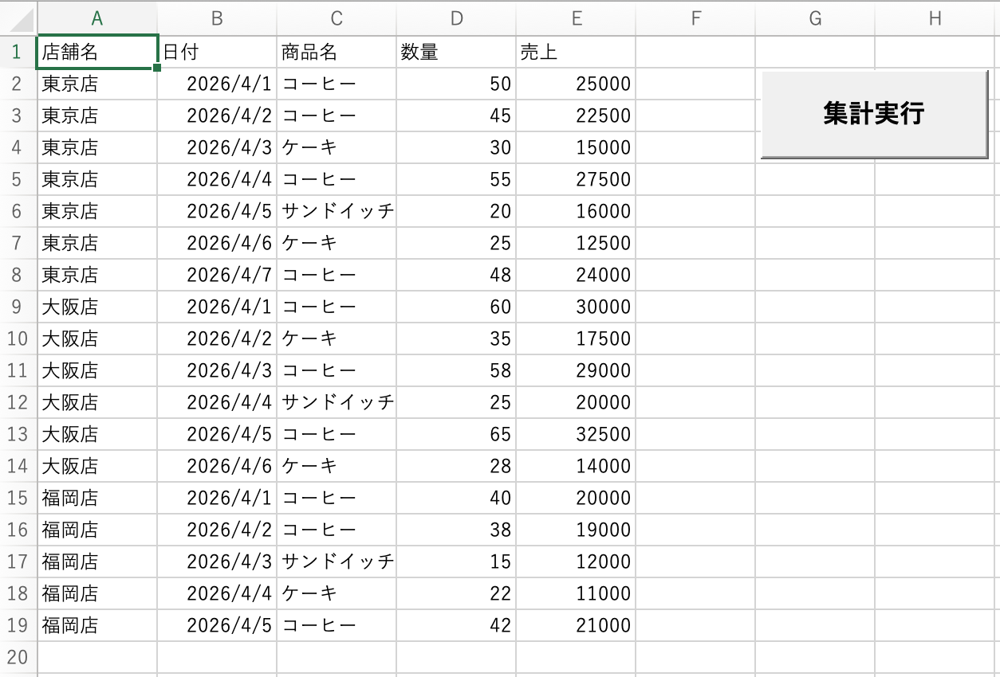 A B C D E F G H
1 店舗名 日付 商品名 数量 売上
2 東京店 2026/4/1 コーヒー 50 25000
集計実行
3 東京店 2026/4/2 コーヒー 45 22500
4 東京店 2026/4/3 ケーキ 30 15000
5 東京店 2026/4/4 コーヒー 55 27500
6 東京店 2026/4/5 サンドイッチ 20 16000
7 東京店 2026/4/6 ケーキ 25 12500
8 東京店 2026/4/7 コーヒー 48 24000
9 大阪店 2026/4/1 コーヒー 60 30000
10 大阪店 2026/4/2 ケーキ 35 17500
11 大阪店 2026/4/3 コーヒー 58 29000
12 大阪店 2026/4/4 サンドイッチ 25 20000
13 大阪店 2026/4/5 コーヒー 65 32500
14 大阪店 2026/4/6 ケーキ 28 14000
15 福岡店 2026/4/1 コーヒー 40 20000
16 福岡店 2026/4/2 コーヒー 38 19000
17 福岡店 2026/4/3 サンドイッチ 15 12000
18 福岡店 2026/4/4 ケーキ 22 11000
19 福岡店 2026/4/5 コーヒー 42 21000
20